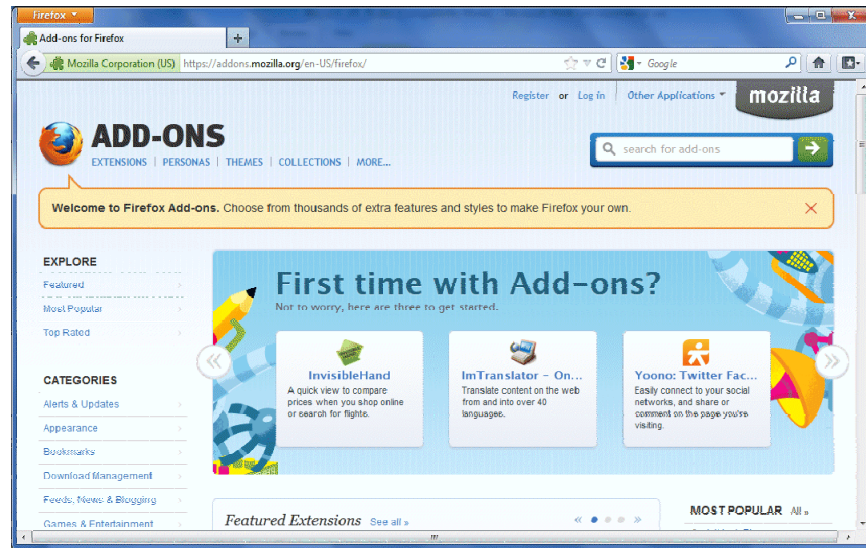 Firefox
Add-ons for Firefox
Mozilla Corporation (US) https://addons.mozilla.org/en-US/firefox/ Google
Register or Log in Other Applications mozilla
ADD-ONS
EXTENSIONS | PERSONAS | THEMES | COLLECTIONS | MORE...
search for add-ons
Welcome to Firefox Add-ons. Choose from thousands of extra features and styles to make Firefox your own.
EXPLORE
Featured
Most Popular
Top Rated
CATEGORIES
Alerts & Updates
Appearance
Bookmarks
Download Management
Feeds, News & Blogging
Games & Entertainment
First time with Add-ons?
Not to worry, here are three to get started.
InvisibleHand
A quick view to compare
prices when you shop online
or search for flights.
ImTranslator - On...
Translate content on the web
from and into over 40
languages.
Yoono: Twitter Fac...
Easily connect to your social
networks, and share or
comment on the page you're
visiting.
Featured Extensions See all »
MOST POPULAR All »